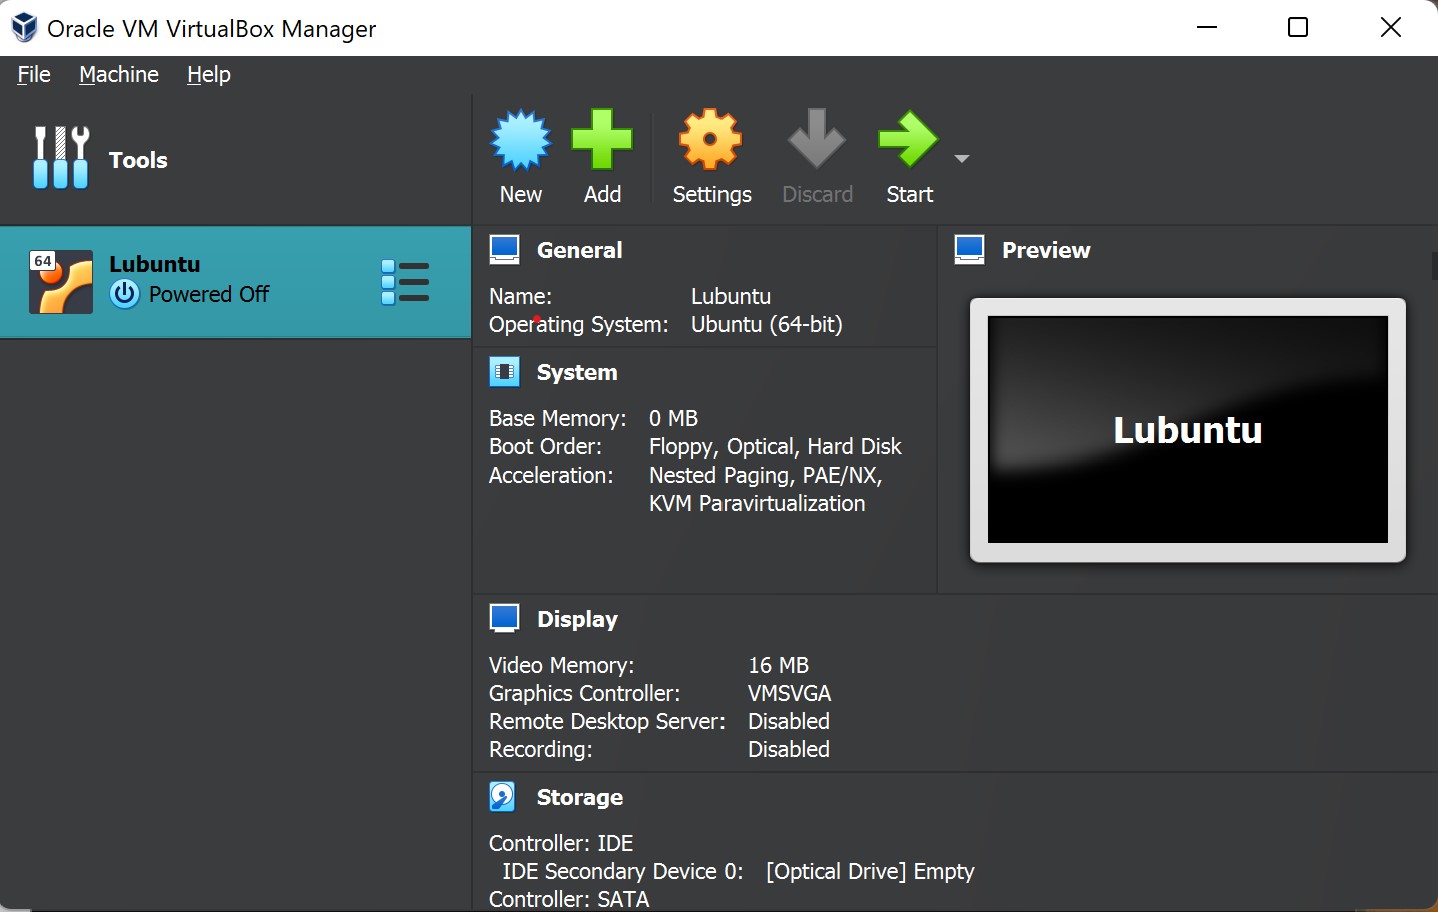 Oracle VM VirtualBox Manager
File Machine Help
Tools
New Add Settings Discard Start
64
Lubuntu
Powered Off
General
Name: Lubuntu
Operating System: Ubuntu (64-bit)
Preview
Lubuntu
System
Base Memory: 0 MB
Boot Order: Floppy, Optical, Hard Disk
Acceleration: Nested Paging, PAE/NX,
KVM Paravirtualization
Display
Video Memory: 16 MB
Graphics Controller: VMSVGA
Remote Desktop Server: Disabled
Recording: Disabled
Storage
Controller: IDE
IDE Secondary Device 0: [Optical Drive] Empty
Controller: SATA